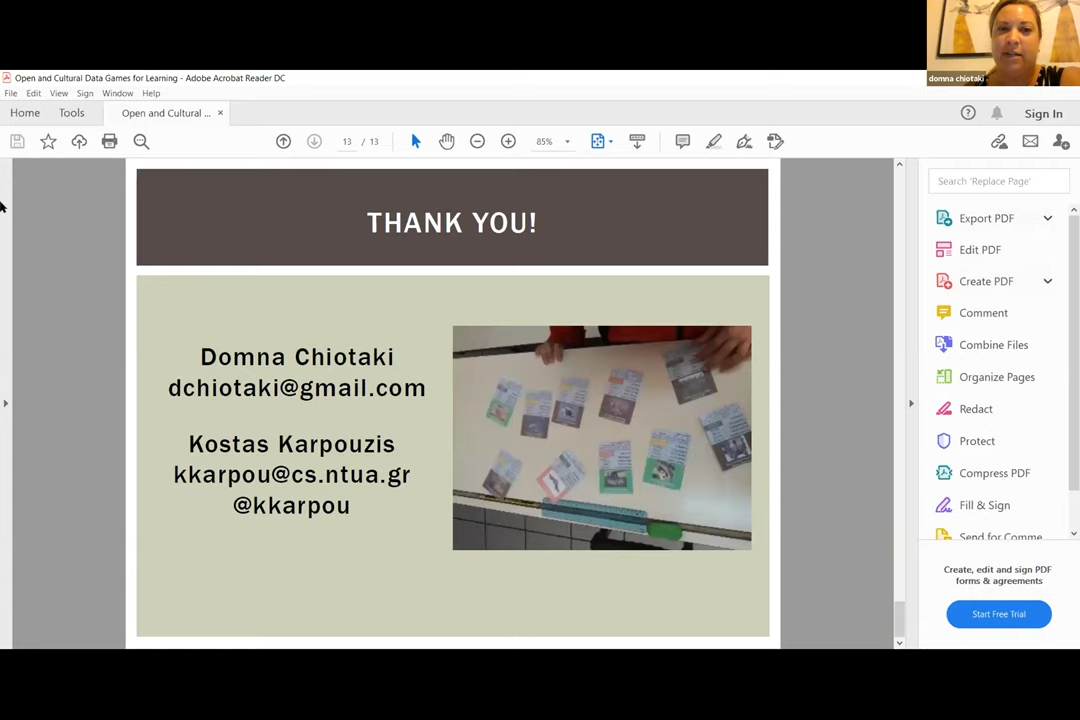 domna chiotaki
Open and Cultural Data Games for Learning - Adobe Acrobat Reader DC
File Edit View Sign Window Help
Home Tools Open and Cultural ... × Sign In
13 / 13 85%
Search 'Replace Page'
THANK YOU!
Domna Chiotaki
dchiotaki@gmail.com
Kostas Karpouzis
kkarpou@cs.ntua.gr
@kkarpou
Export PDF
Edit PDF
Create PDF
Comment
Combine Files
Organize Pages
Redact
Protect
Compress PDF
Fill & Sign
Send for Comme
Create, edit and sign PDF
forms & agreements
Start Free Trial